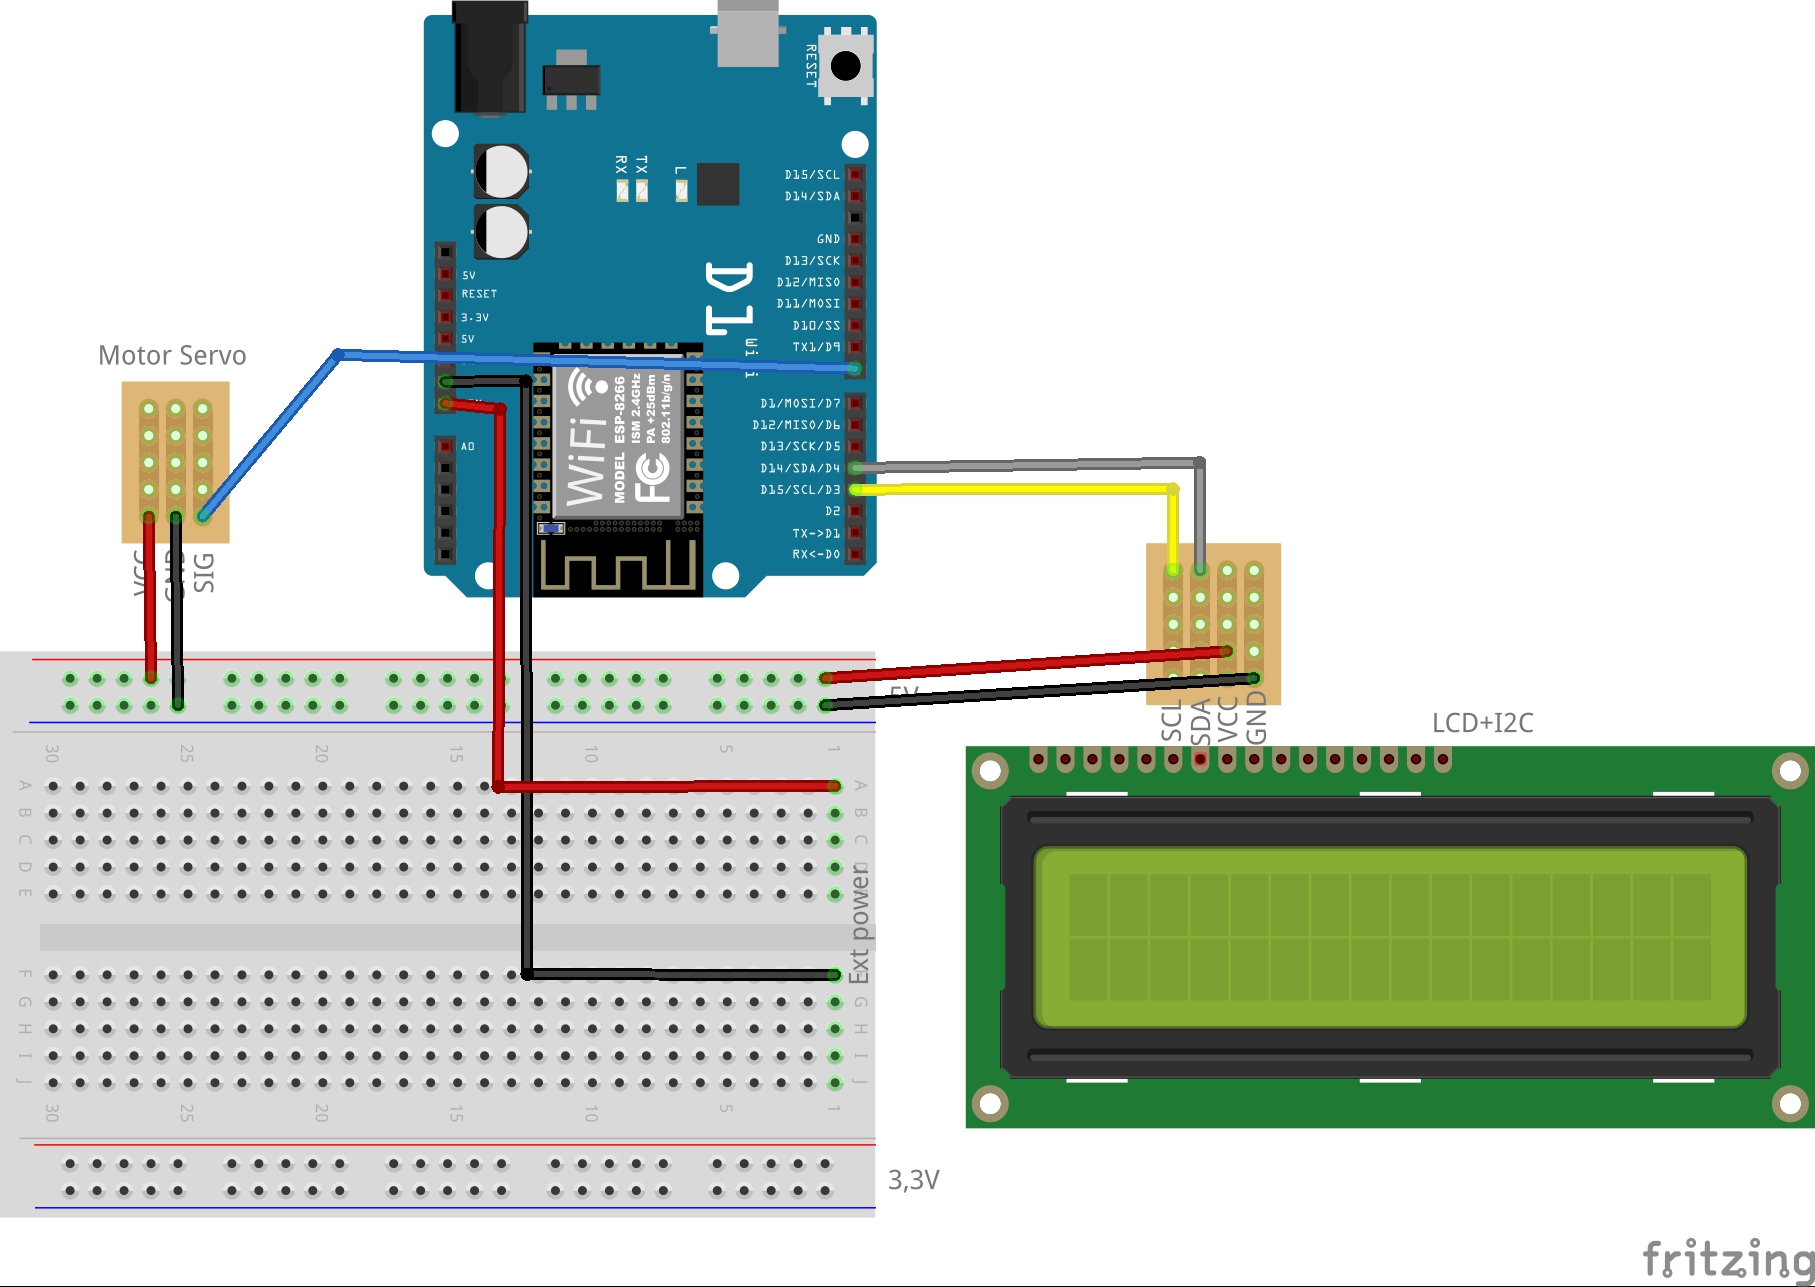 RESET
RX
TX
L
D15/SCL
D14/SDA
GND
D13/SCK
D12/MISO
D11/MOSI
D10/SS
TX1/D9
5V
RESET
3.3V
5V
D1
WiFi
Motor Servo
WiFi
MODEL ESP-8266
ISM 2.4GHz
PA +25dBm
802.11b/g/n
FC
A0
D1/MOSI/D7
D12/MISO/D6
D13/SCK/D5
D14/SDA/D4
D15/SCL/D3
D2
TX->D1
RX<-D0
VCC
GND
SIG
5V
SCL
SDA
VCC
GND
LCD+I2C
30 25 20 15 10 5 1
A A
B B
C C
D D
E
Ext power
F
G G
H H
I I
J J
30 25 20 15 10 5 1
3,3V
fritzing